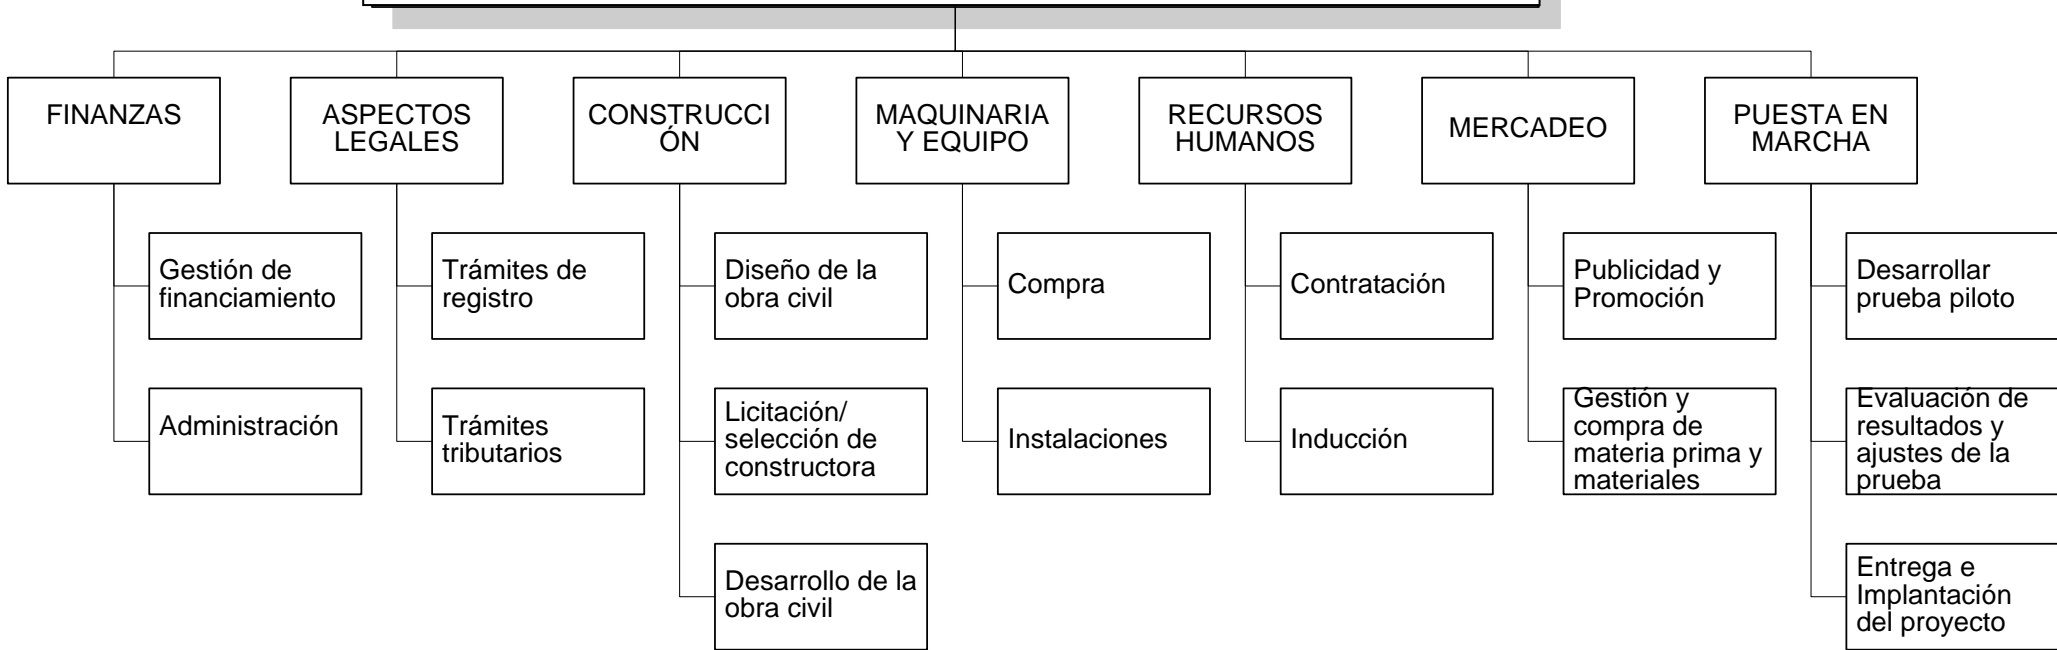 FINANZAS
ASPECTOS
LEGALES
CONSTRUCCI
ÓN
MAQUINARIA
Y EQUIPO
RECURSOS
HUMANOS
MERCADEO
PUESTA EN
MARCHA
Gestión de
financiamiento
Trámites de
registro
Diseño de la
obra civil
Compra
Contratación
Publicidad y
Promoción
Desarrollar
prueba piloto
Administración
Trámites
tributarios
Licitación/
selección de
constructora
Instalaciones
Inducción
Gestión y
compra de
materia prima y
materiales
Evaluación de
resultados y
ajustes de la
prueba
Desarrollo de la
obra civil
Entrega e
Implantación
del proyecto